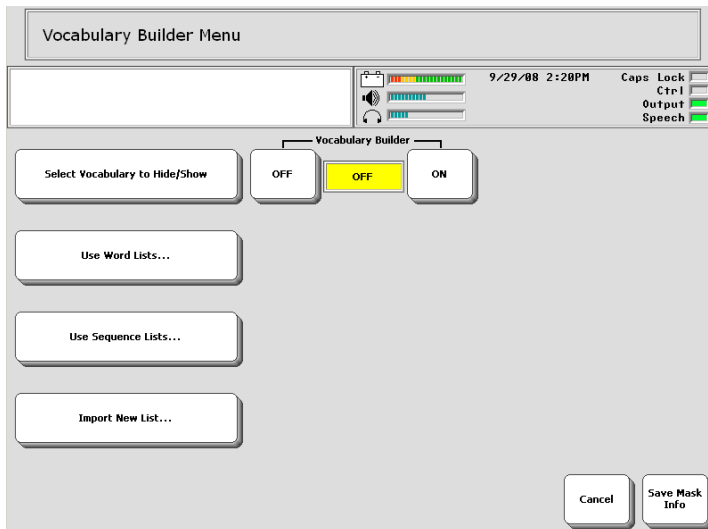 Vocabulary Builder Menu
9/29/08 2:20PM
Caps Lock
Ctrl
Output
Speech
Vocabulary Builder
Select Vocabulary to Hide/Show
OFF
OFF
ON
Use Word Lists...
Use Sequence Lists...
Import New List...
Cancel
Save Mask
Info